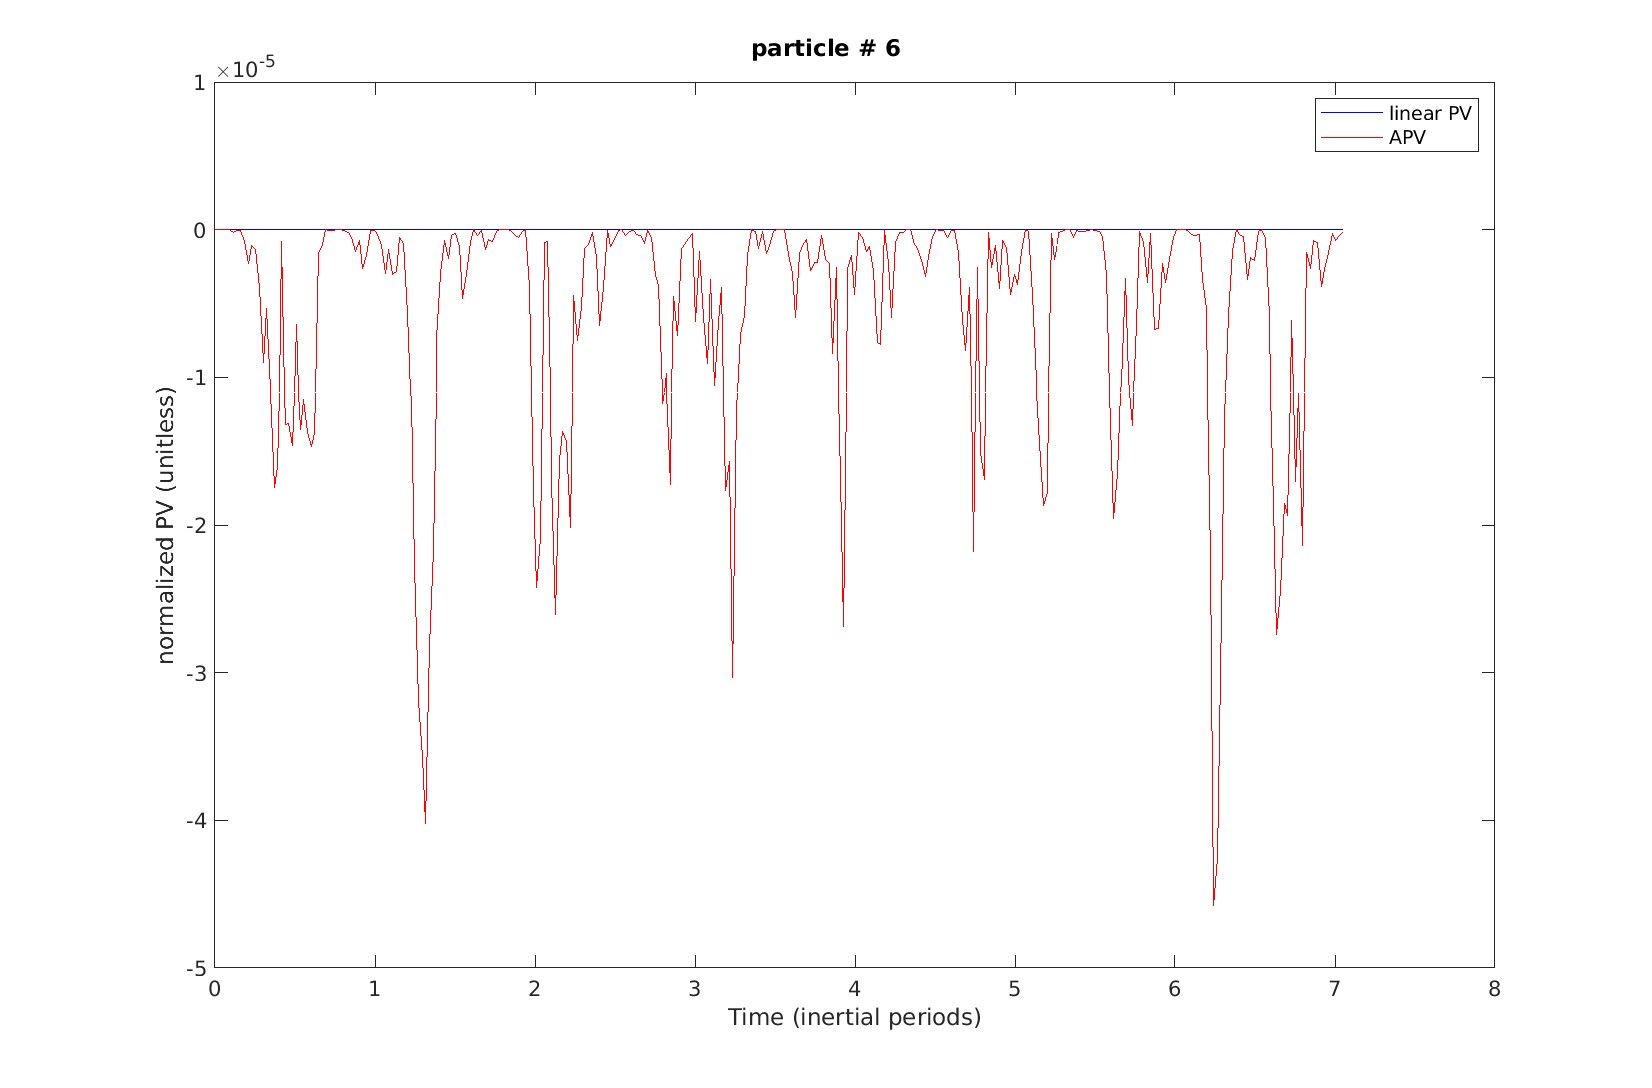 particle # 6
×10-5
linear PV
APV
1
0
-1
-2
-3
-4
-5
normalized PV (unitless)
0 1 2 3 4 5 6 7 8
Time (inertial periods)